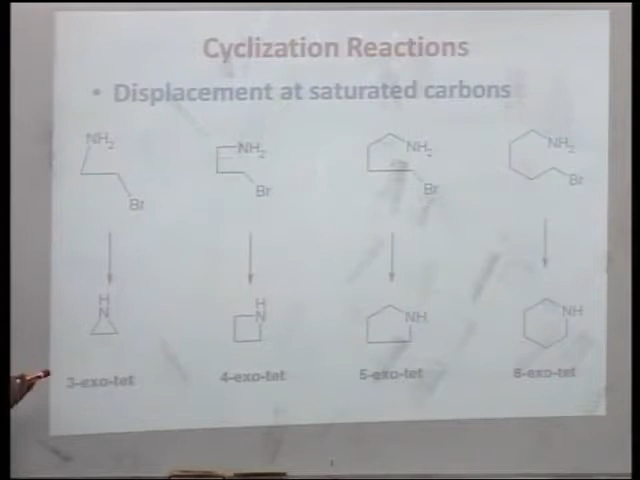 Cyclization Reactions
• Displacement at saturated carbons
NH2 NH2 NH2 NH2
Br Br Br Br
H N H N NH NH
3-exo-tet 4-exo-tet 5-exo-tet 6-exo-tet